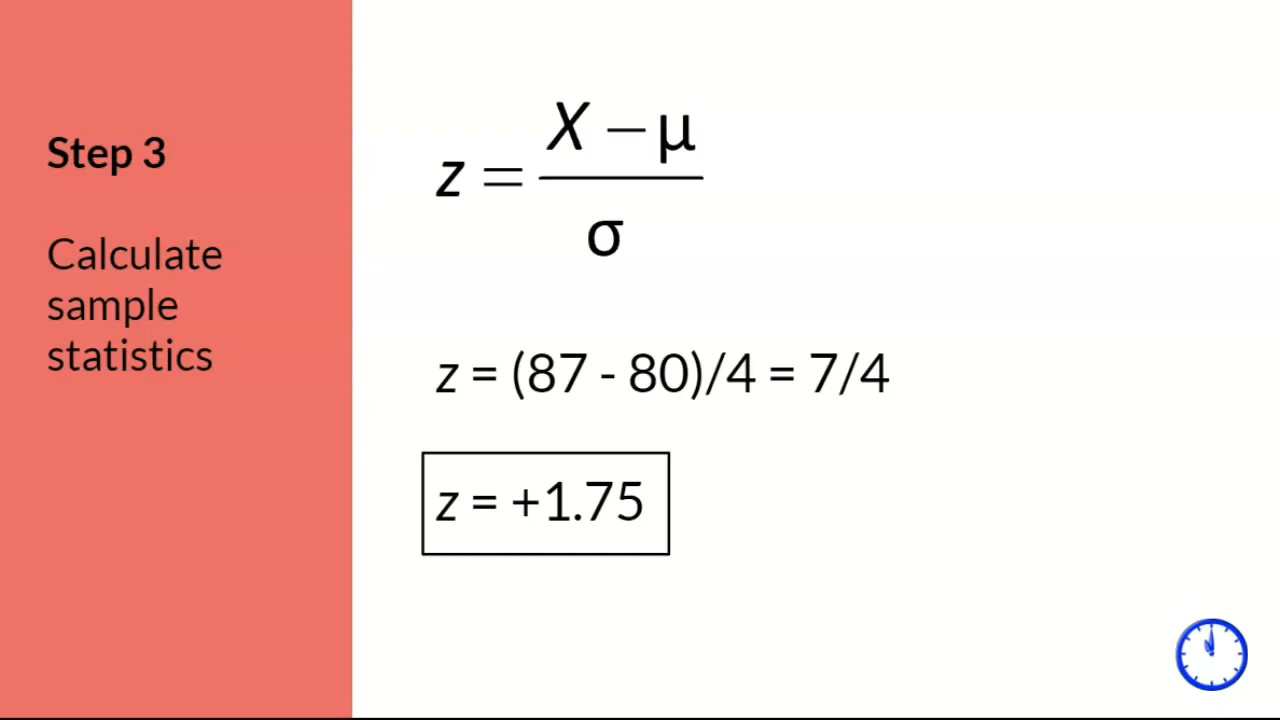 Step 3
Calculate
sample
statistics
z = X − μ
σ
z = (87 - 80)/4 = 7/4
z = +1.75